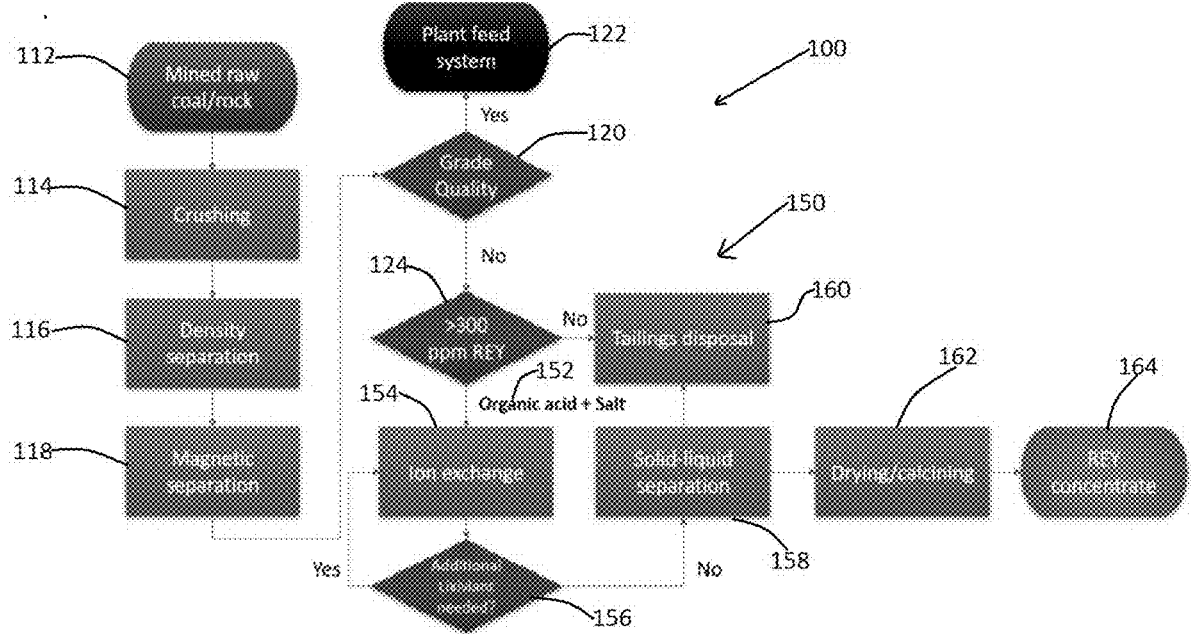 112
Mined raw
coal/rock
114
Crushing
116
Density
separation
118
Magnetic
separation
Plant feed
system
122
100
Yes
120
Grade
Quality
No
150
124
>300
ppm REY
No
160
Tailings disposal
152
Organic acid + Salt
154
Ion exchange
Solid-liquid
separation
158
162
Drying/calcining
164
REY
concentrate
Yes
Additional
needed?
156
No